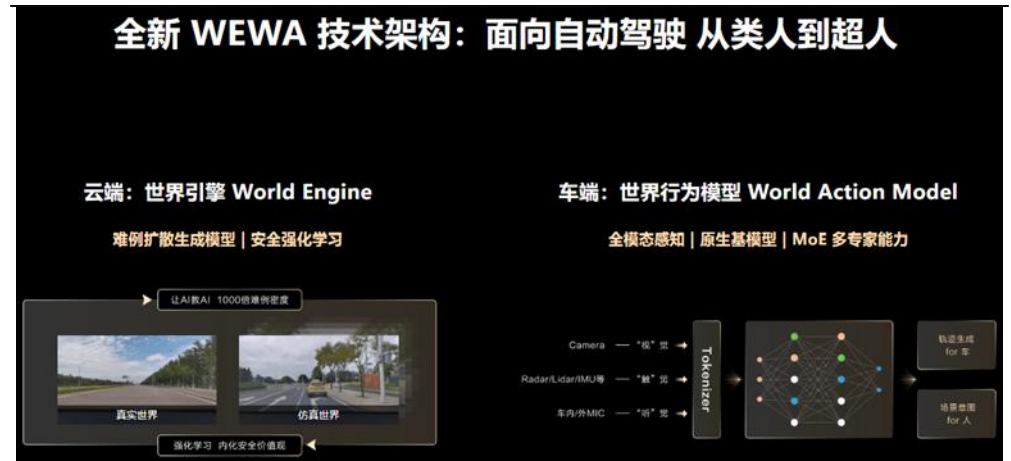 全新 WEWA 技术架构：面向自动驾驶 从类人到超人
云端：世界引擎 World Engine
难例扩散生成模型 | 安全强化学习
让AI教AI 1000倍难例密度
真实世界
仿真世界
强化学习 内化安全价值观
车端：世界行为模型 World Action Model
全模态感知 | 原生基模型 | MoE 多专家能力
Camera — “视” 觉
Radar/Lidar/IMU等 — “触” 觉
车内/外MIC — “听” 觉
Tokenizer
轨迹生成
for 车
场景意图
for 人